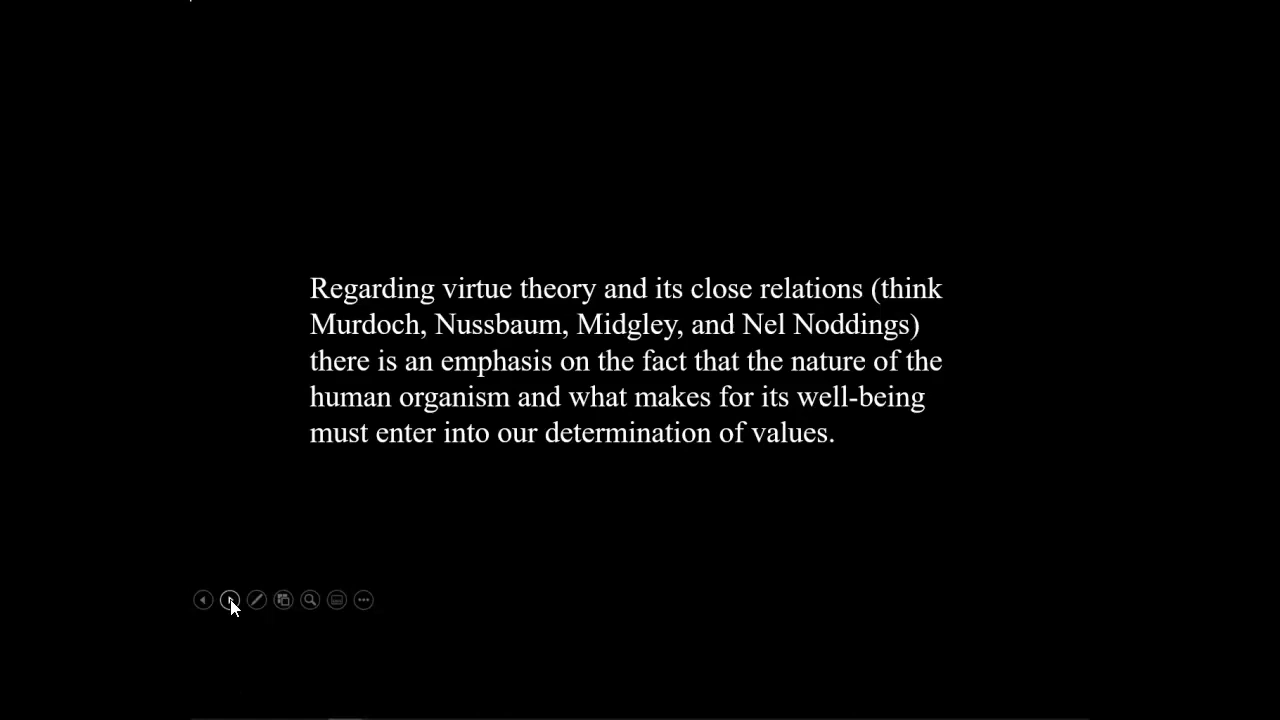 Regarding virtue theory and its close relations (think
Murdoch, Nussbaum, Midgley, and Nel Noddings)
there is an emphasis on the fact that the nature of the
human organism and what makes for its well-being
must enter into our determination of values.